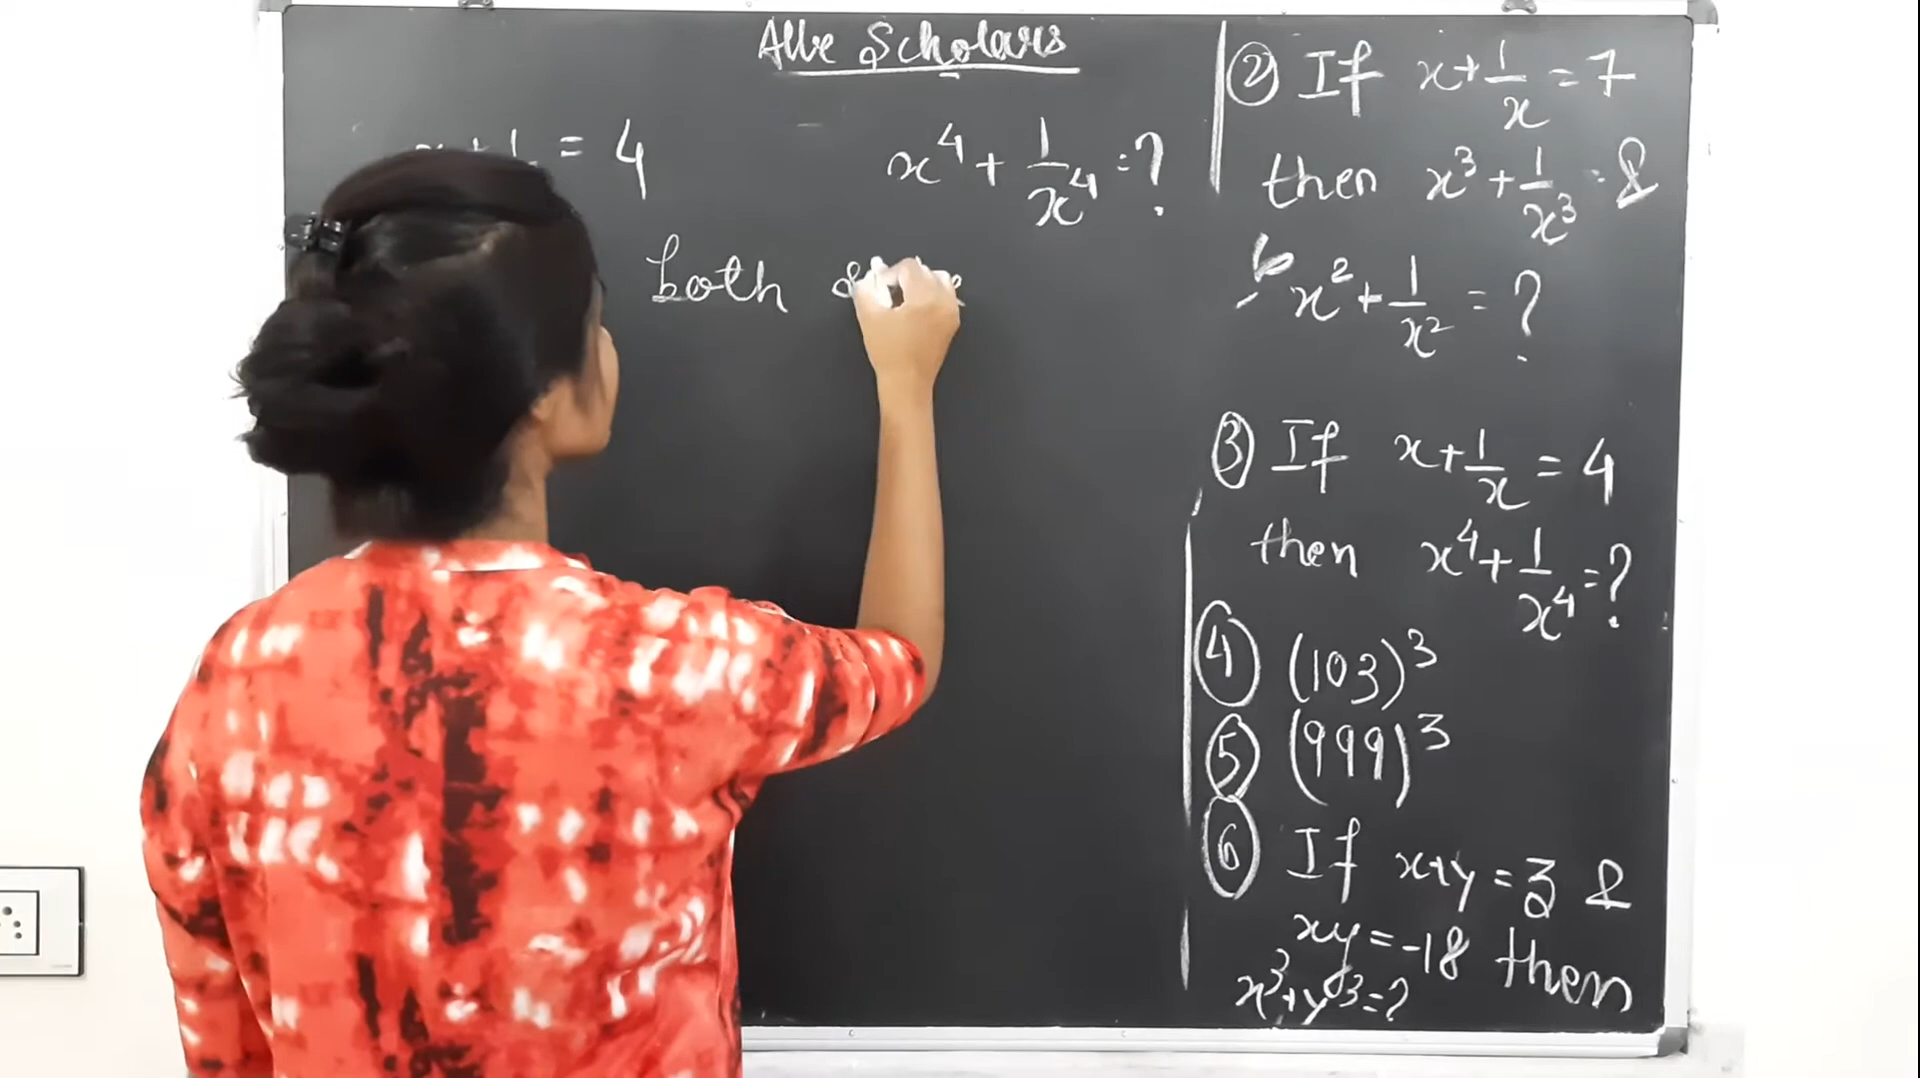 Alve Scholars
x + 1/x = 4
x⁴ + 1/x⁴ = ?
both
② If x + 1/x = 7
then x³ + 1/x³ = &
x² + 1/x² = ?
③ If x + 1/x = 4
then x⁴ + 1/x⁴ = ?
④ (103)³
⑤ (999)³
⑥ If x+y = 3 &
xy = -18 then
x³+y³=?